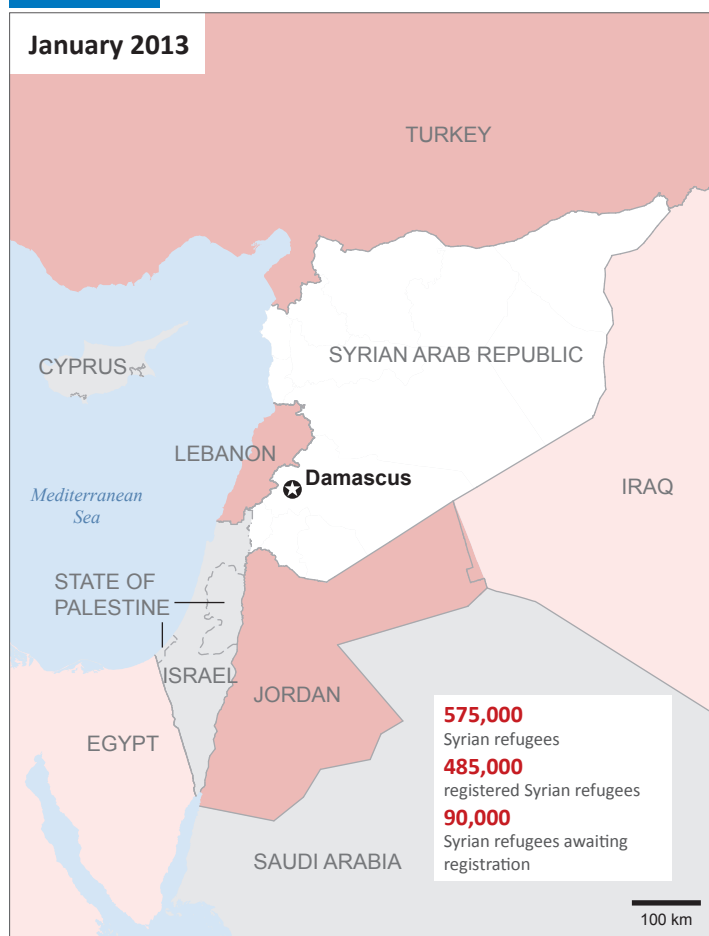 January 2013
TURKEY
CYPRUS
SYRIAN ARAB REPUBLIC
LEBANON
Damascus
IRAQ
Mediterranean
Sea
STATE OF
PALESTINE
ISRAEL
JORDAN
EGYPT
575,000
Syrian refugees
485,000
registered Syrian refugees
90,000
Syrian refugees awaiting
registration
SAUDI ARABIA
100 km